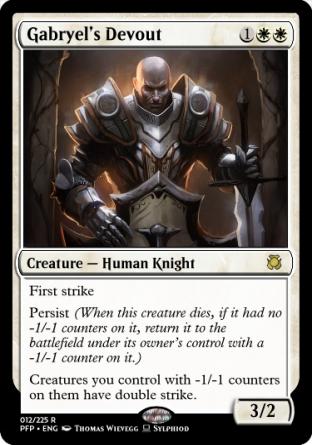 Gabryel's Devout 1
Creature — Human Knight
First strike
Persist (When this creature dies, if it had no
-1/-1 counters on it, return it to the
battlefield under its owner's control with a
-1/-1 counter on it.)
Creatures you control with -1/-1 counters
on them have double strike.
3/2
012/225 R
PFP • ENG Thomas Wievegg Sylphiod